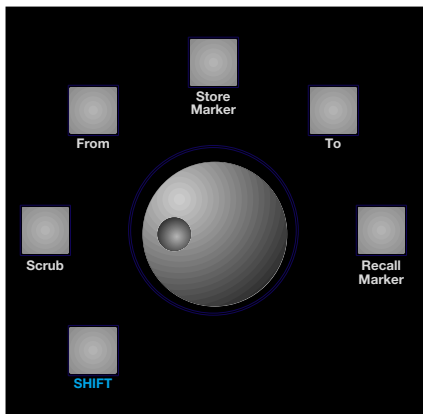 Store
Marker
From
To
Scrub
Recall
Marker
SHIFT